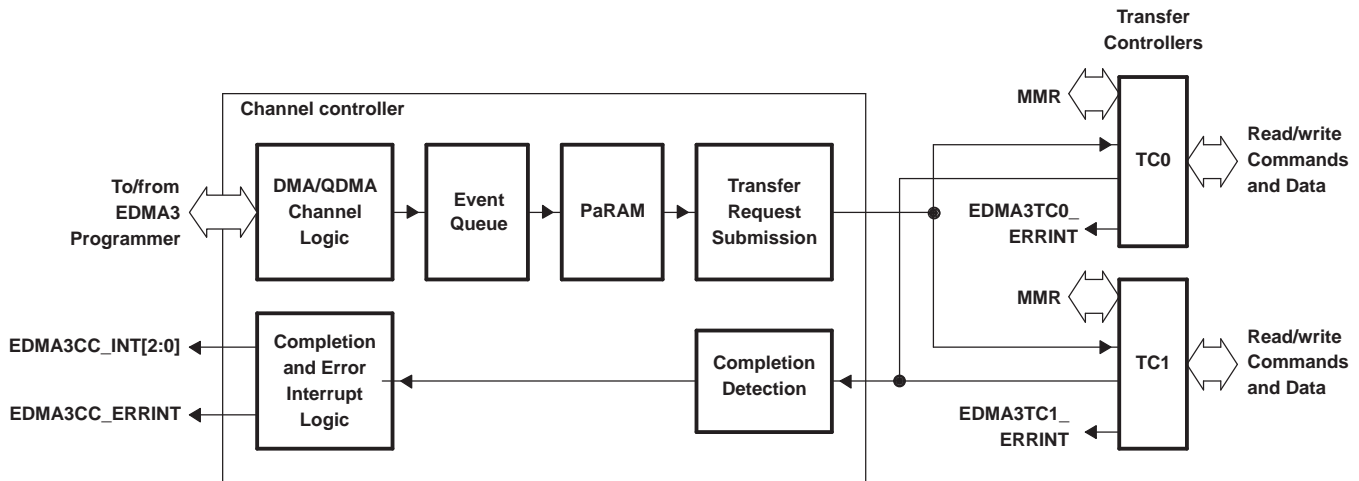 Transfer
Controllers
Channel controller
MMR
To/from
EDMA3
Programmer
DMA/QDMA
Channel
Logic
Event
Queue
PaRAM
Transfer
Request
Submission
TC0
Read/write
Commands
and Data
EDMA3TC0_
ERRINT
MMR
EDMA3CC_INT[2:0]
EDMA3CC_ERRINT
Completion
and Error
Interrupt
Logic
Completion
Detection
TC1
Read/write
Commands
and Data
EDMA3TC1_
ERRINT